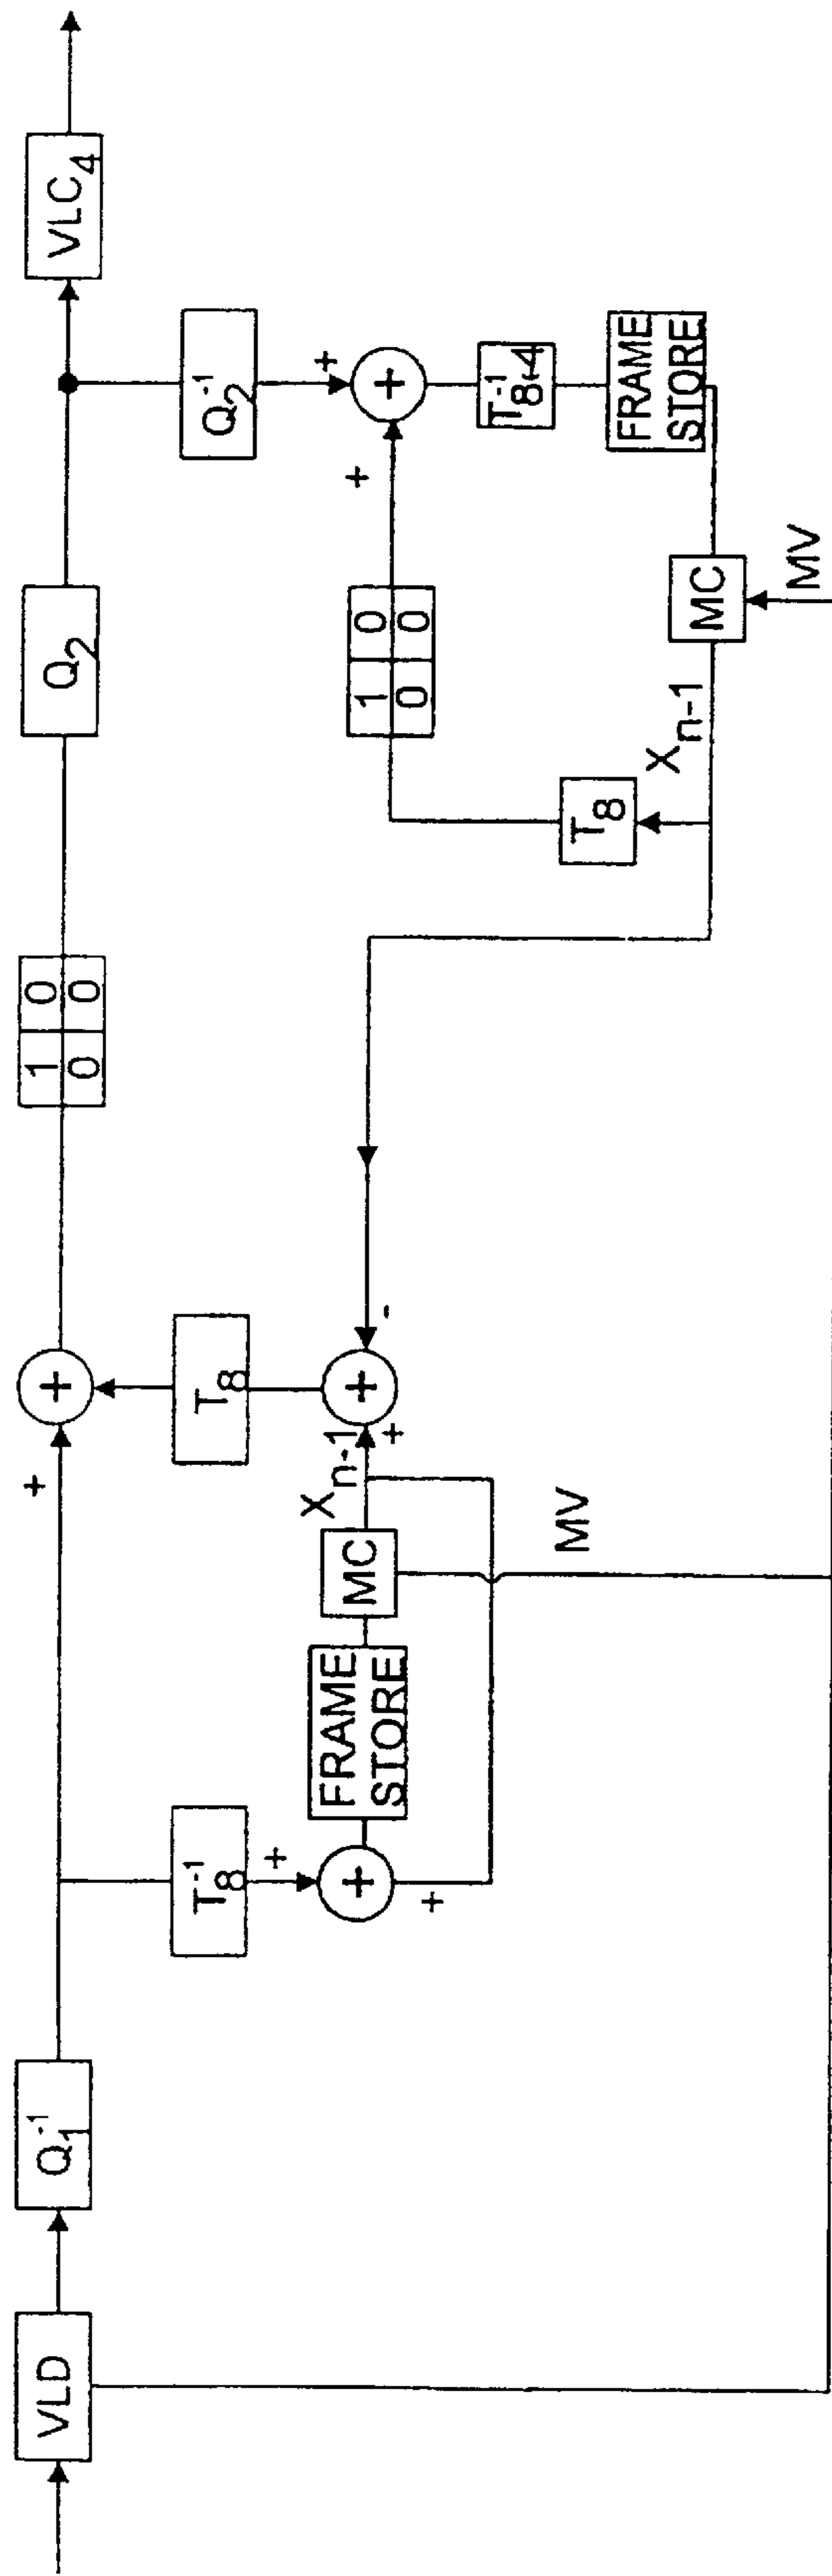 VLD
Q₁⁻¹
+
1 0
0 0
Q₂
VLC₄
T₈⁻¹
+
+
+
FRAME
STORE
MC
Xₙ₋₁
+
+
T₈
+
-
MV
Q₂⁻¹
+
+
+
1 0
0 0
T₈
Xₙ₋₁
T₈₋₄⁻¹
FRAME
STORE
MC
MV